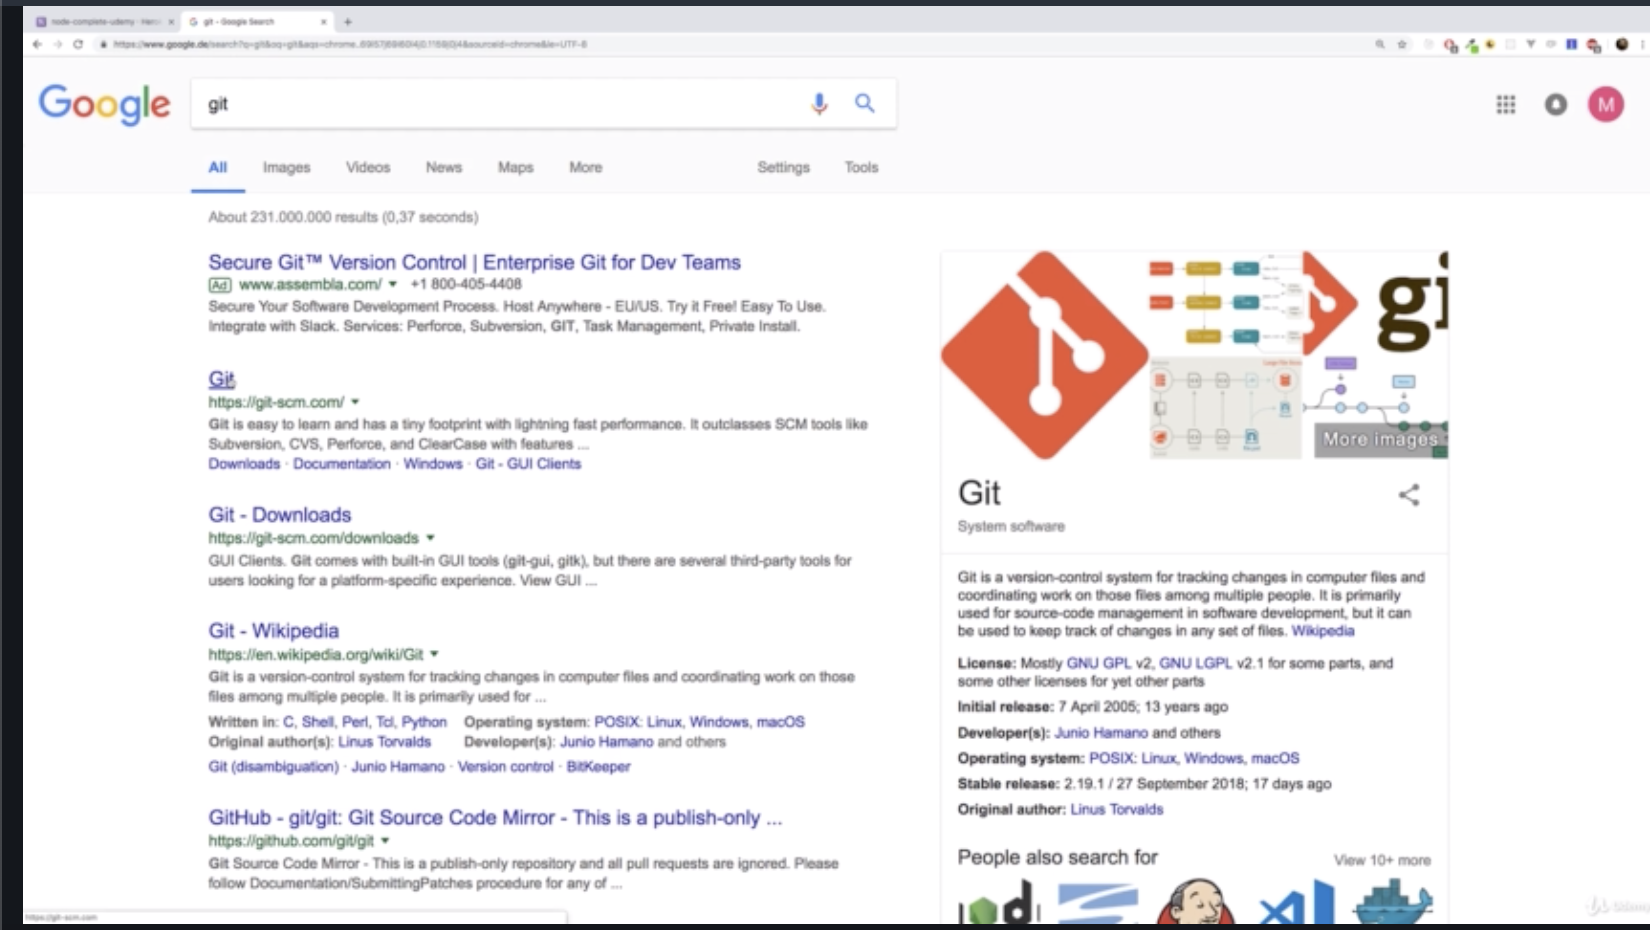 node-complete-udemy
git - Google Search
https://www.google.de/search?q=git&oq=git&aqs=chrome
sourceid=chrome&ie=UTF-8
Google
git
M
All Images Videos News Maps More Settings Tools
About 231.000.000 results (0,37 seconds)
Secure Git™ Version Control | Enterprise Git for Dev Teams
Ad www.assembla.com/ +1 800-405-4408
Secure Your Software Development Process. Host Anywhere - EU/US. Try it Free! Easy To Use.
Integrate with Slack. Services: Perforce, Subversion, GIT, Task Management, Private Install.
Git
https://git-scm.com/
Git is easy to learn and has a tiny footprint with lightning fast performance. It outclasses SCM tools like
Subversion, CVS, Perforce, and ClearCase with features ...
Downloads · Documentation · Windows · Git - GUI Clients
Git - Downloads
https://git-scm.com/downloads
GUI Clients. Git comes with built-in GUI tools (git-gui, gitk), but there are several third-party tools for
users looking for a platform-specific experience. View GUI ...
Git - Wikipedia
https://en.wikipedia.org/wiki/Git
Git is a version-control system for tracking changes in computer files and coordinating work on those
files among multiple people. It is primarily used for ...
Written in: C, Shell, Perl, Tcl, Python Operating system: POSIX: Linux, Windows, macOS
Original author(s): Linus Torvalds Developer(s): Junio Hamano and others
Git (disambiguation) · Junio Hamano · Version control · BitKeeper
GitHub - git/git: Git Source Code Mirror - This is a publish-only ...
https://github.com/git/git
Git Source Code Mirror - This is a publish-only repository and all pull requests are ignored. Please
follow Documentation/SubmittingPatches procedure for any of ...
https://git-scm.com
gi
More images
Git
System software
Git is a version-control system for tracking changes in computer files and
coordinating work on those files among multiple people. It is primarily
used for source-code management in software development, but it can
be used to keep track of changes in any set of files. Wikipedia
License: Mostly GNU GPL v2, GNU LGPL v2.1 for some parts, and
some other licenses for yet other parts
Initial release: 7 April 2005; 13 years ago
Developer(s): Junio Hamano and others
Operating system: POSIX: Linux, Windows, macOS
Stable release: 2.19.1 / 27 September 2018; 17 days ago
Original author: Linus Torvalds
People also search for
View 10+ more
Udemy